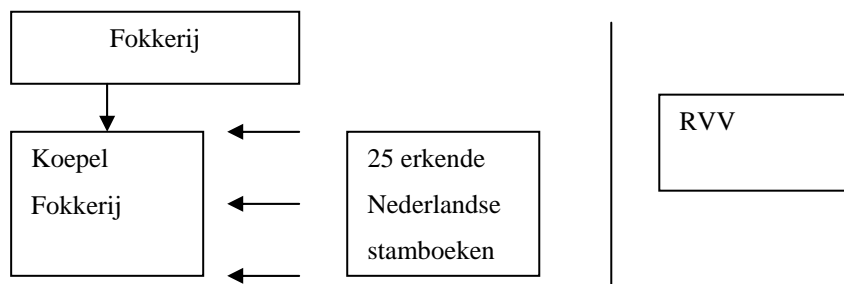 Fokkerij
Koepel
Fokkerij
25 erkende
Nederlandse
stamboeken
RVV